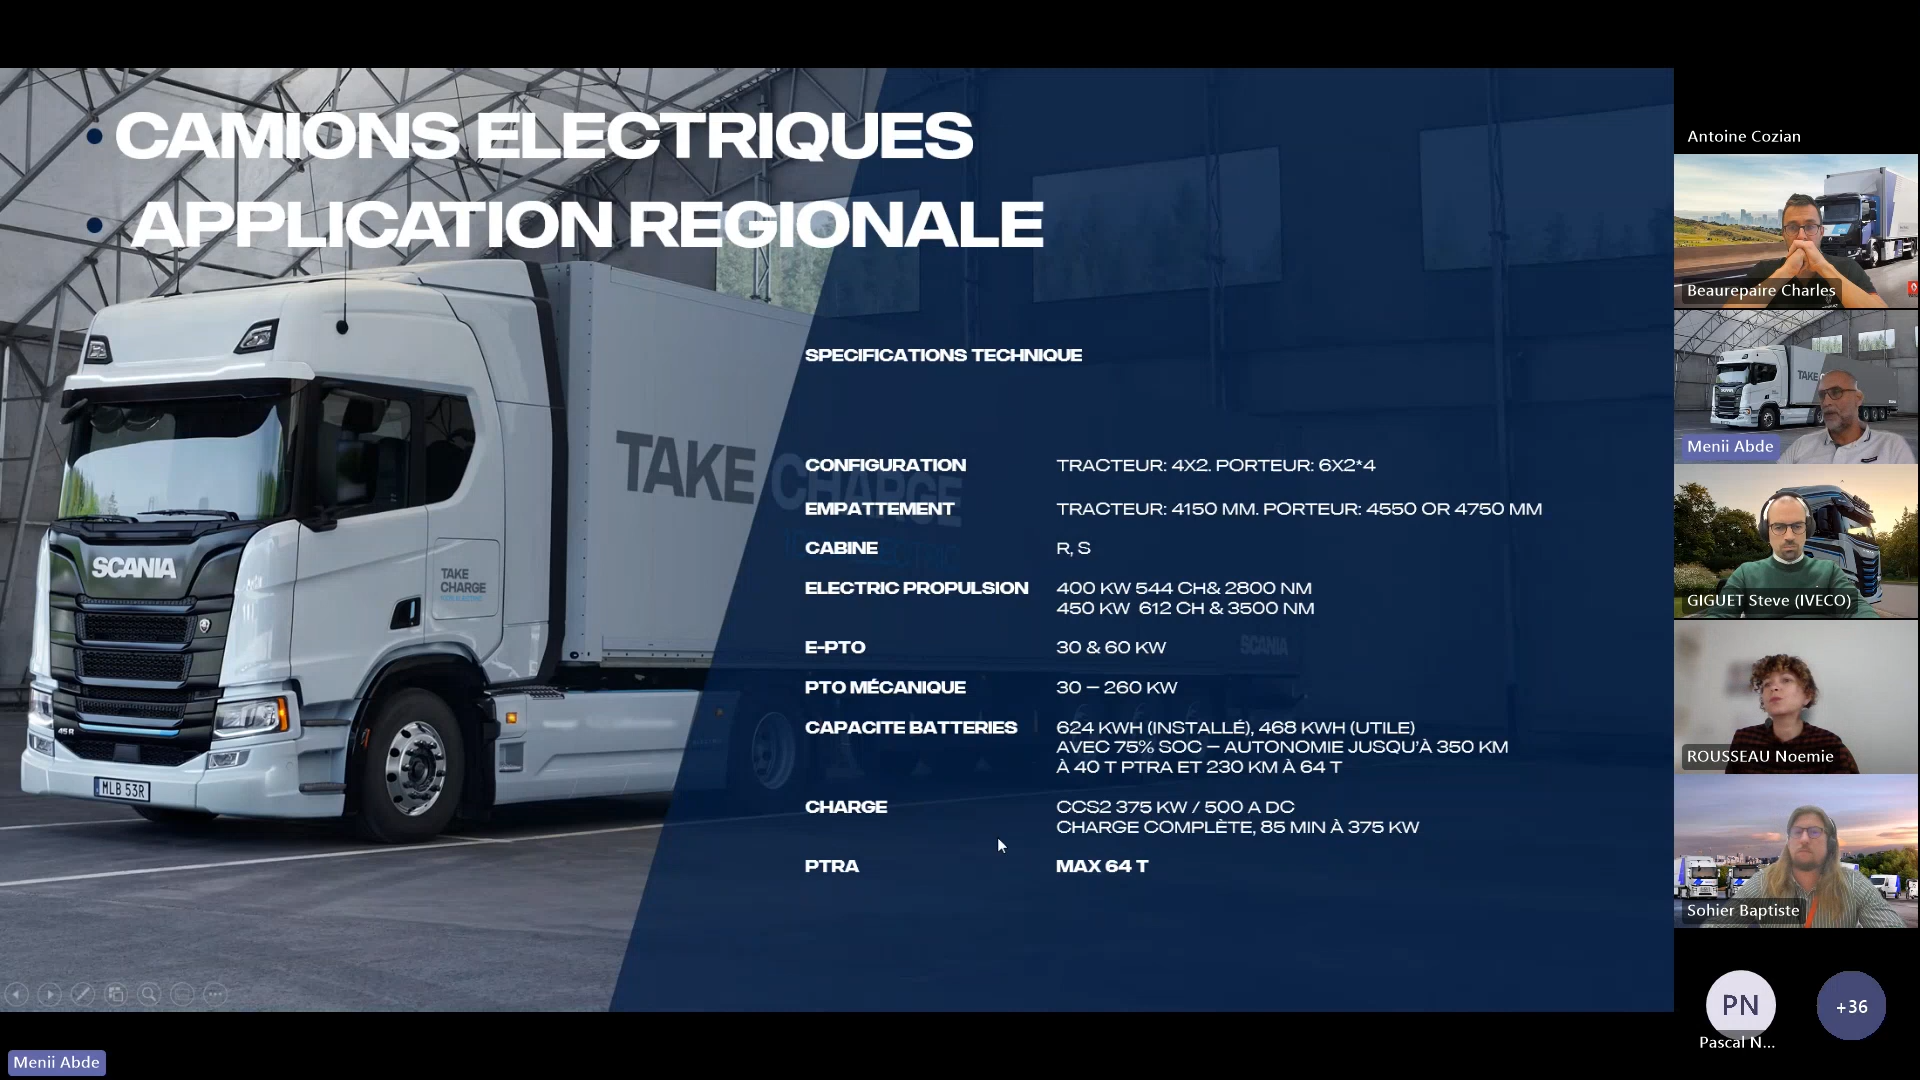 CAMIONS ELECTRIQUES
APPLICATION REGIONALE
SPECIFICATIONS TECHNIQUE
CONFIGURATION TRACTEUR: 4X2. PORTEUR: 6X2*4
EMPATTEMENT TRACTEUR: 4150 MM. PORTEUR: 4550 OR 4750 MM
CABINE R, S
ELECTRIC PROPULSION 400 KW 544 CH& 2800 NM
450 KW 612 CH & 3500 NM
E-PTO 30 & 60 KW
PTO MÉCANIQUE 30 – 260 KW
CAPACITE BATTERIES 624 KWH (INSTALLÉ), 468 KWH (UTILE)
AVEC 75% SOC – AUTONOMIE JUSQU'À 350 KM
À 40 T PTRA ET 230 KM À 64 T
CHARGE CCS2 375 KW / 500 A DC
CHARGE COMPLÈTE, 85 MIN À 375 KW
PTRA MAX 64 T
TAKE CHARGE
SCANIA
TAKE
CHARGE
45 R
MLB 53R
SCANIA
Antoine Cozian
Beaurepaire Charles
TAKE
Menii Abde
GIGUET Steve (IVECO)
ROUSSEAU Noemie
Sohier Baptiste
PN
+36
Pascal N...
Menii Abde